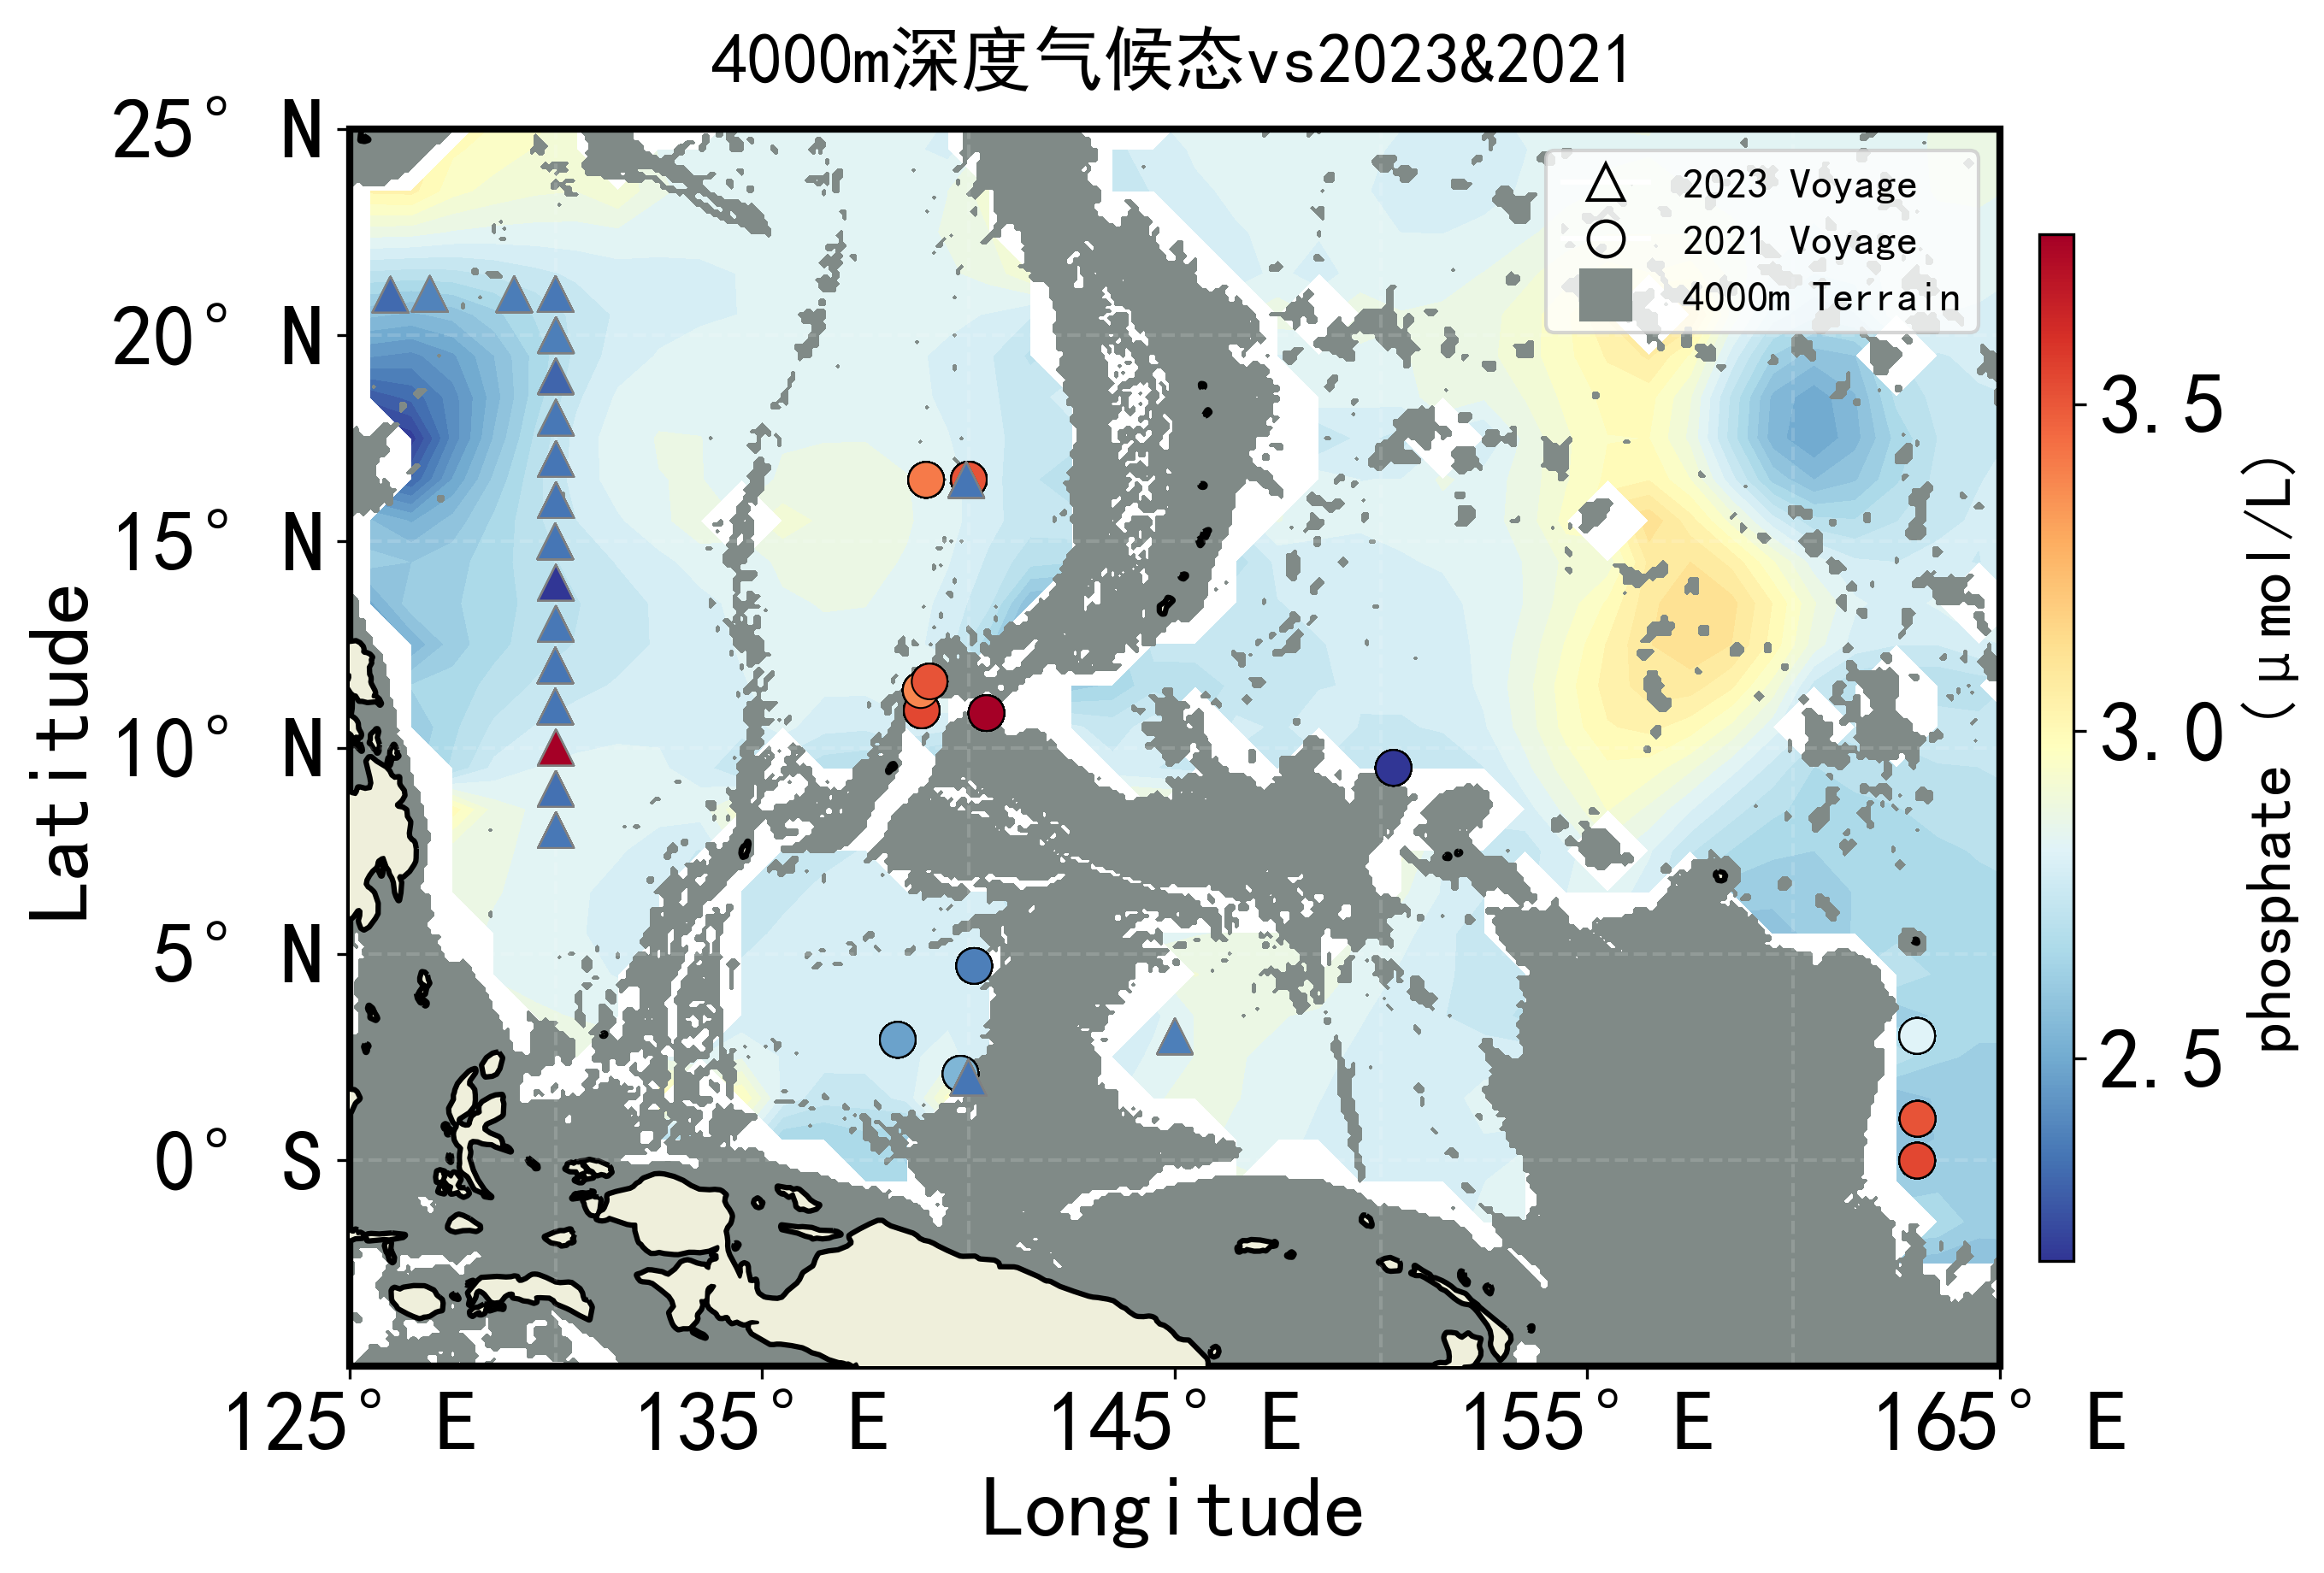 4000m深度气候态vs2023&2021
25° N
20° N
15° N
10° N
5° N
0° S
Latitude
2023 Voyage
2021 Voyage
4000m Terrain
3.5
3.0
2.5
phosphate (μmol/L)
125° E
135° E
145° E
155° E
165° E
Longitude